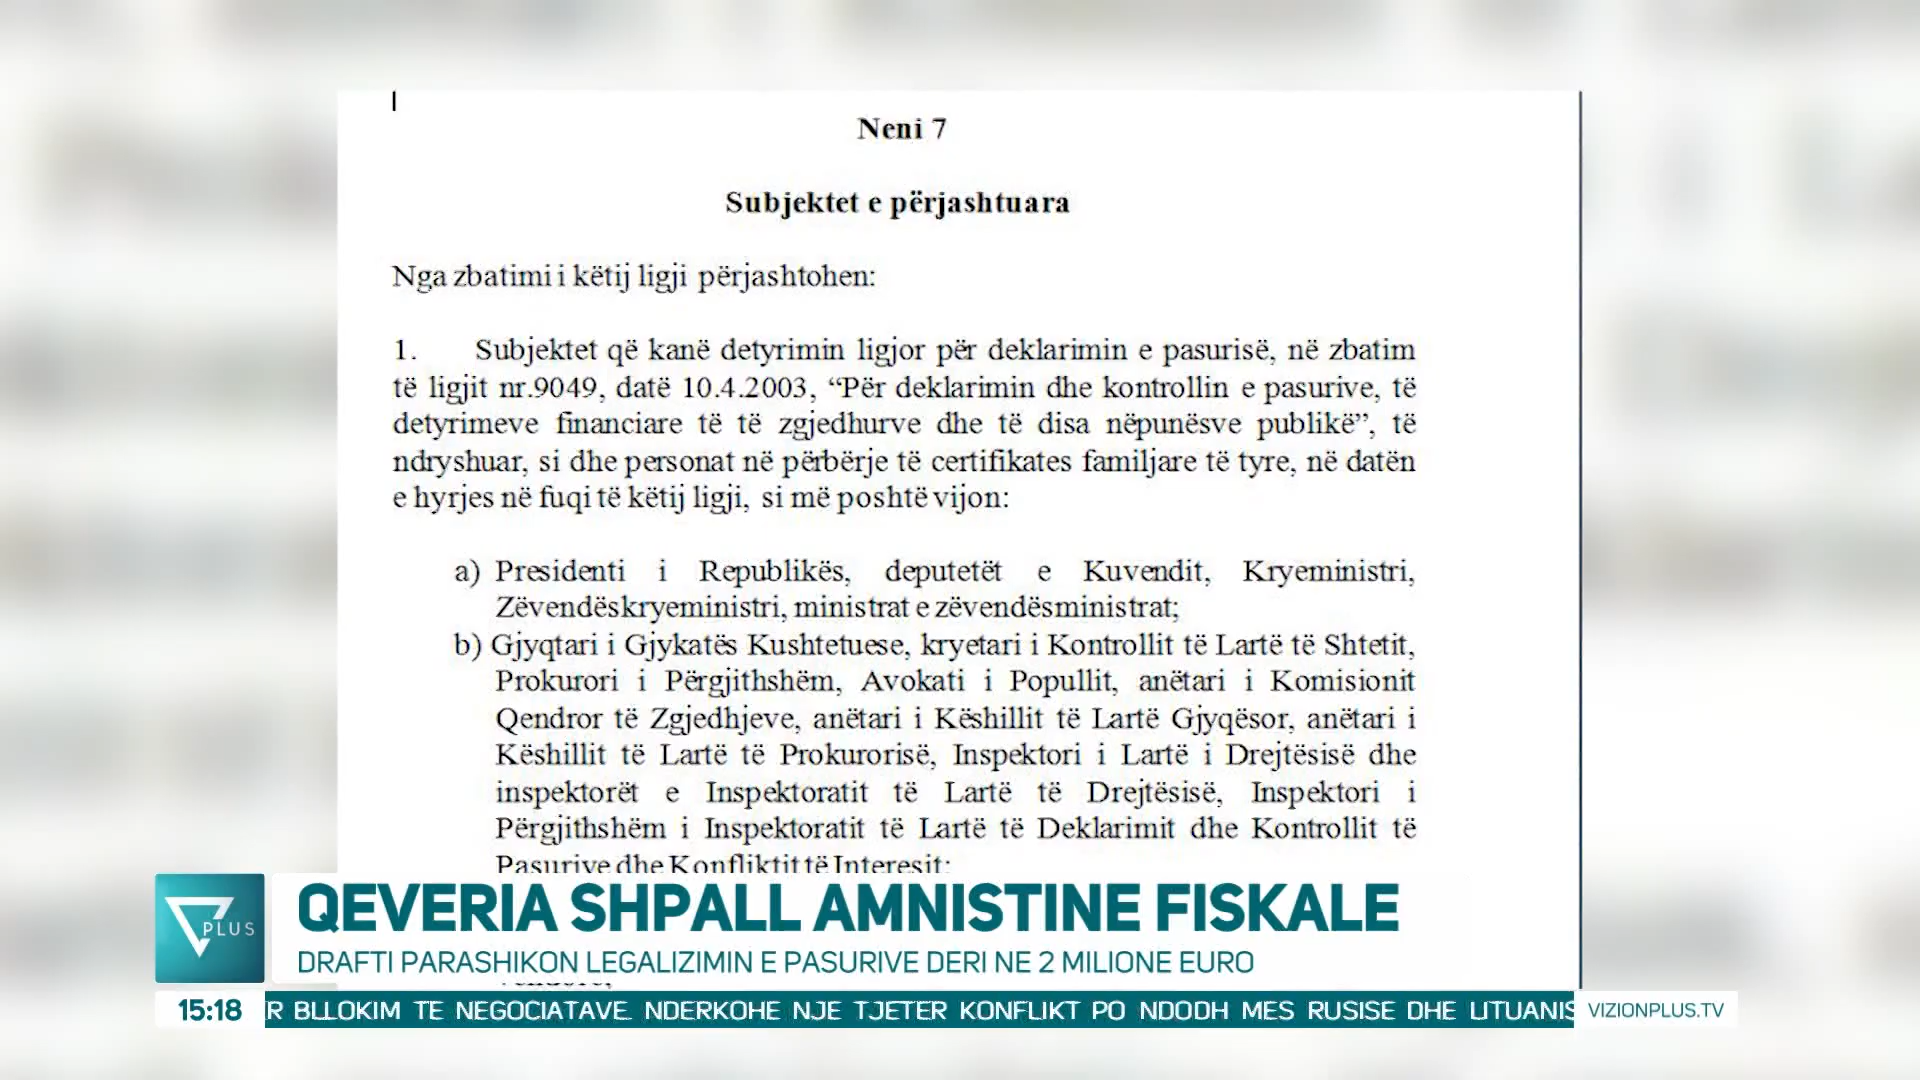 Neni 7
Subjektet e përjashtuara
Nga zbatimi i këtij ligji përjashtohen:
1. Subjektet që kanë detyrimin ligjor për deklarimin e pasurisë, në zbatim
të ligjit nr.9049, datë 10.4.2003, “Për deklarimin dhe kontrollin e pasurive, të
detyrimeve financiare të të zgjedhurve dhe të disa nëpunësve publikë”, të
ndryshuar, si dhe personat në përbërje të certifikates familjare të tyre, në datën
e hyrjes në fuqi të këtij ligji, si më poshtë vijon:
a) Presidenti i Republikës, deputetët e Kuvendit, Kryeministri,
Zëvendëskryeministri, ministrat e zëvendësministrat;
b) Gjyqtari i Gjykatës Kushtetuese, kryetari i Kontrollit të Lartë të Shtetit,
Prokurori i Përgjithshëm, Avokati i Popullit, anëtari i Komisionit
Qendror të Zgjedhjeve, anëtari i Këshillit të Lartë Gjyqësor, anëtari i
Këshillit të Lartë të Prokurorisë, Inspektori i Lartë i Drejtësisë dhe
inspektorët e Inspektoratit të Lartë të Drejtësisë, Inspektori i
Përgjithshëm i Inspektoratit të Lartë të Deklarimit dhe Kontrollit të
Pasurive dhe Konfliktit të Interesit;
PLUS
QEVERIA SHPALL AMNISTINE FISKALE
DRAFTI PARASHIKON LEGALIZIMIN E PASURIVE DERI NE 2 MILIONE EURO
15:18 R BLLOKIM TE NEGOCIATAVE. NDERKOHE NJE TJETER KONFLIKT PO NDODH MES RUSISE DHE LITUANIS VIZIONPLUS.TV